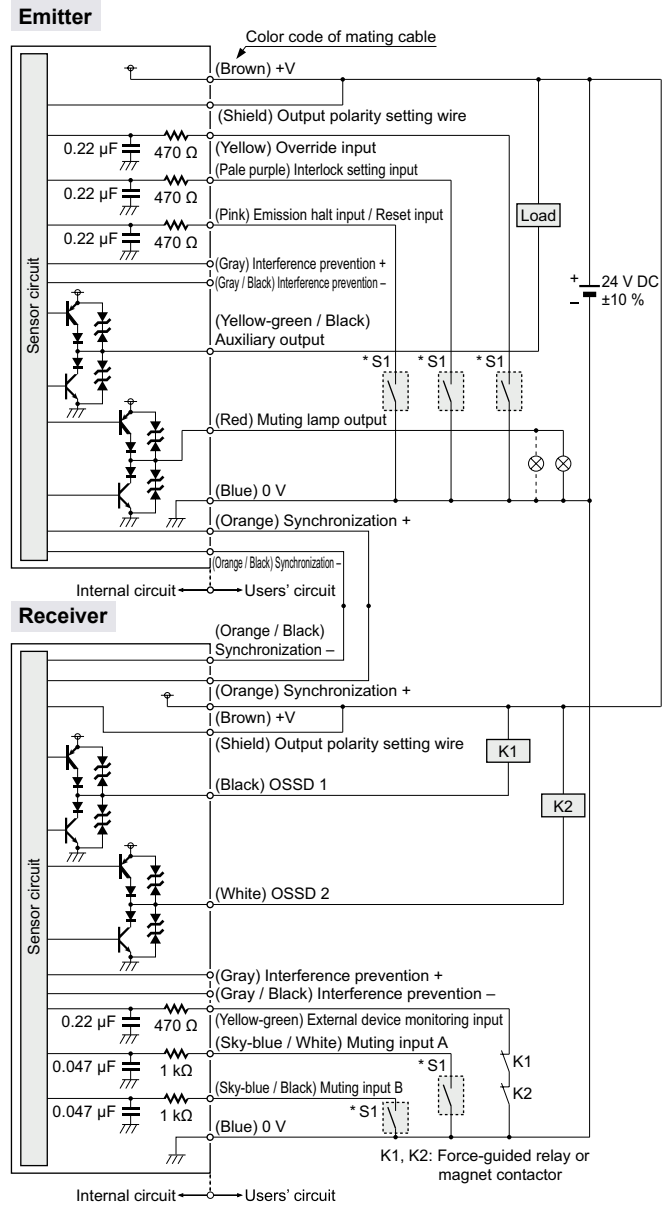 Emitter
Color code of mating cable
(Brown) +V
(Shield) Output polarity setting wire
0.22 µF
470 Ω
(Yellow) Override input
(Pale purple) Interlock setting input
0.22 µF
470 Ω
(Pink) Emission halt input / Reset input
0.22 µF
470 Ω
Load
(Gray) Interference prevention +
(Gray / Black) Interference prevention –
+
–
24 V DC
±10 %
Sensor circuit
(Yellow-green / Black)
Auxiliary output
* S1
* S1
* S1
(Red) Muting lamp output
(Blue) 0 V
(Orange) Synchronization +
(Orange / Black) Synchronization –
Internal circuit
Users' circuit
Receiver
(Orange / Black)
Synchronization –
(Orange) Synchronization +
(Brown) +V
(Shield) Output polarity setting wire
K1
(Black) OSSD 1
K2
Sensor circuit
(White) OSSD 2
(Gray) Interference prevention +
(Gray / Black) Interference prevention –
0.22 µF
470 Ω
(Yellow-green) External device monitoring input
(Sky-blue / White) Muting input A
0.047 µF
1 kΩ
* S1
K1
(Sky-blue / Black) Muting input B
0.047 µF
1 kΩ
* S1
K2
(Blue) 0 V
K1, K2: Force-guided relay or
magnet contactor
Internal circuit
Users' circuit